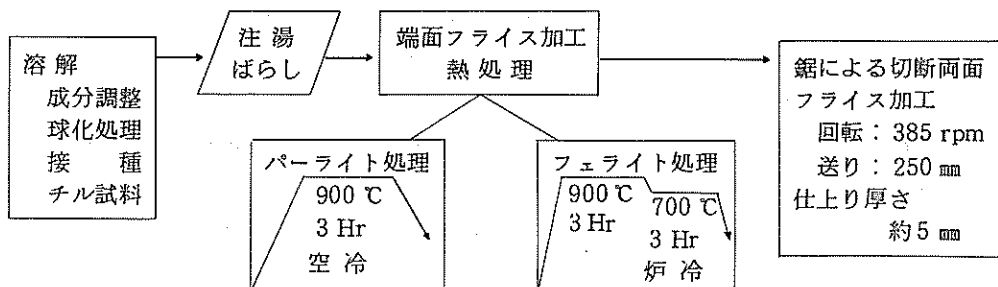 溶解
成分調整
球化処理
接種
チル試料
注湯
ばらし
端面フライス加工
熱処理
パーライト処理
900℃
3 Hr
空冷
フェライト処理
900℃
3 Hr
700℃
3 Hr
炉冷
鋸による切断両面
フライス加工
回転：385 rpm
送り：250 ㎜
仕上り厚さ
約5 ㎜